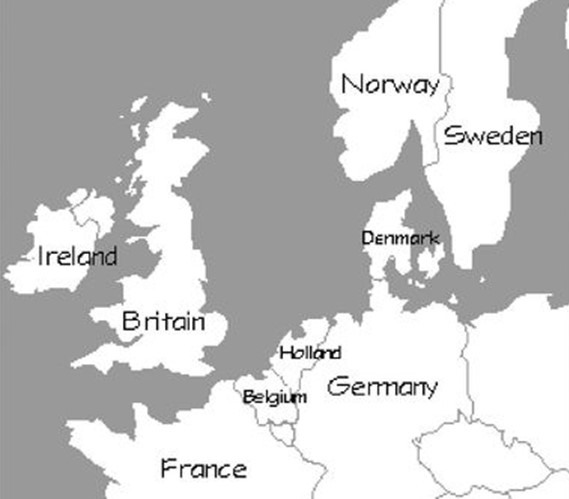 Norway
Sweden
Denmark
Ireland
Britain
Holland
Germany
Belgium
France